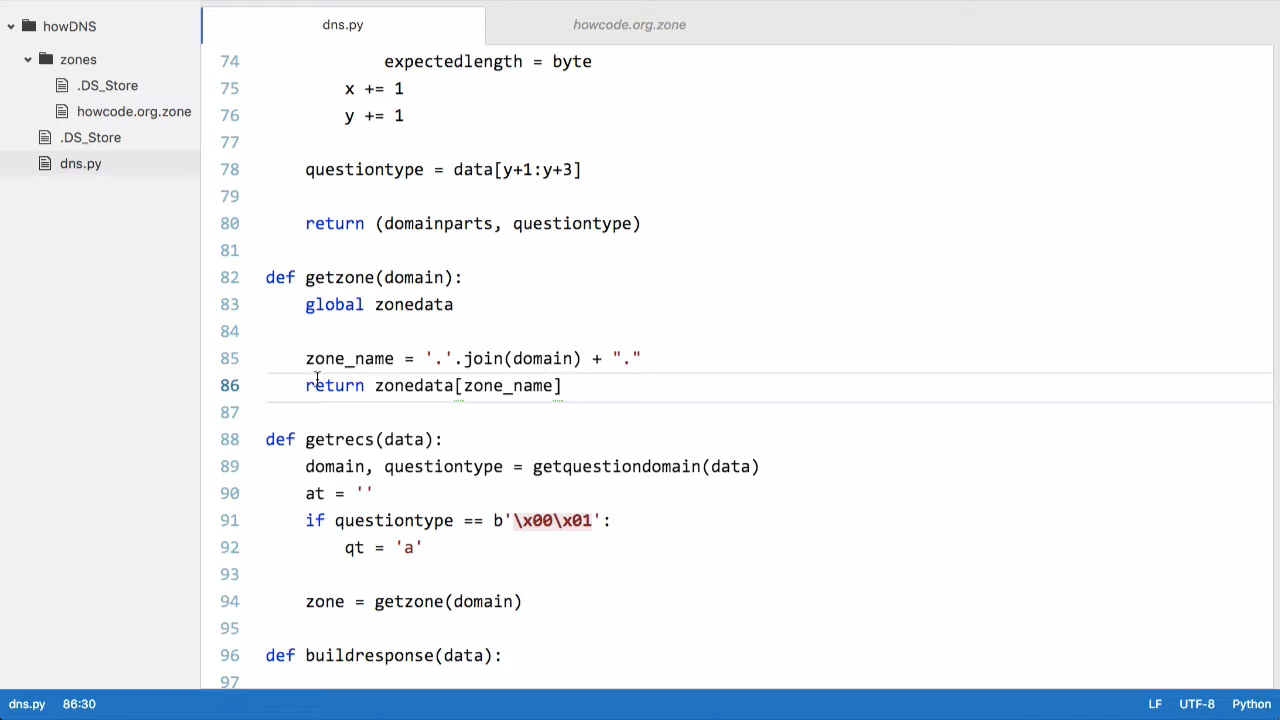 howDNS
zones
.DS_Store
howcode.org.zone
.DS_Store
dns.py
dns.py
howcode.org.zone
74 expectedlength = byte
75 x += 1
76 y += 1
77
78 questiontype = data[y+1:y+3]
79
80 return (domainparts, questiontype)
81
82 def getzone(domain):
83 global zonedata
84
85 zone_name = '.'.join(domain) + "."
86 return zonedata[zone_name]
87
88 def getrecs(data):
89 domain, questiontype = getquestiondomain(data)
90 at = ''
91 if questiontype == b'\x00\x01':
92 qt = 'a'
93
94 zone = getzone(domain)
95
96 def buildresponse(data):
97
dns.py 86:30 LF UTF-8 Python